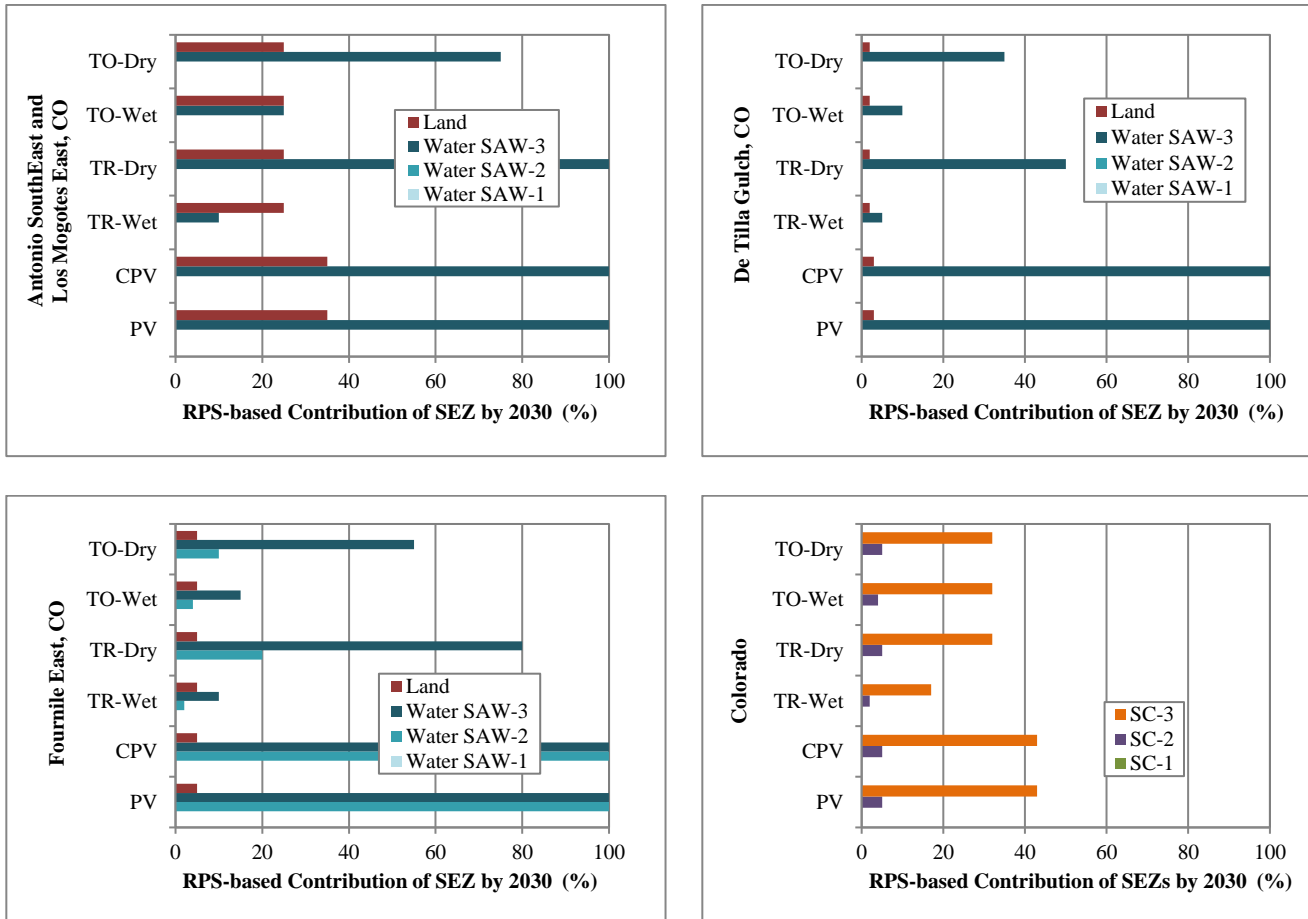 Antonio SouthEast and
Los Mogotes East, CO
TO-Dry
TO-Wet
TR-Dry
TR-Wet
CPV
PV
Land
Water SAW-3
Water SAW-2
Water SAW-1
0 20 40 60 80 100
RPS-based Contribution of SEZ by 2030 (%)
De Tilla Gulch, CO
TO-Dry
TO-Wet
TR-Dry
TR-Wet
CPV
PV
Land
Water SAW-3
Water SAW-2
Water SAW-1
0 20 40 60 80 100
RPS-based Contribution of SEZ by 2030 (%)
Fournile East, CO
TO-Dry
TO-Wet
TR-Dry
TR-Wet
CPV
PV
Land
Water SAW-3
Water SAW-2
Water SAW-1
0 20 40 60 80 100
RPS-based Contribution of SEZ by 2030 (%)
Colorado
TO-Dry
TO-Wet
TR-Dry
TR-Wet
CPV
PV
SC-3
SC-2
SC-1
0 20 40 60 80 100
RPS-based Contribution of SEZs by 2030 (%)